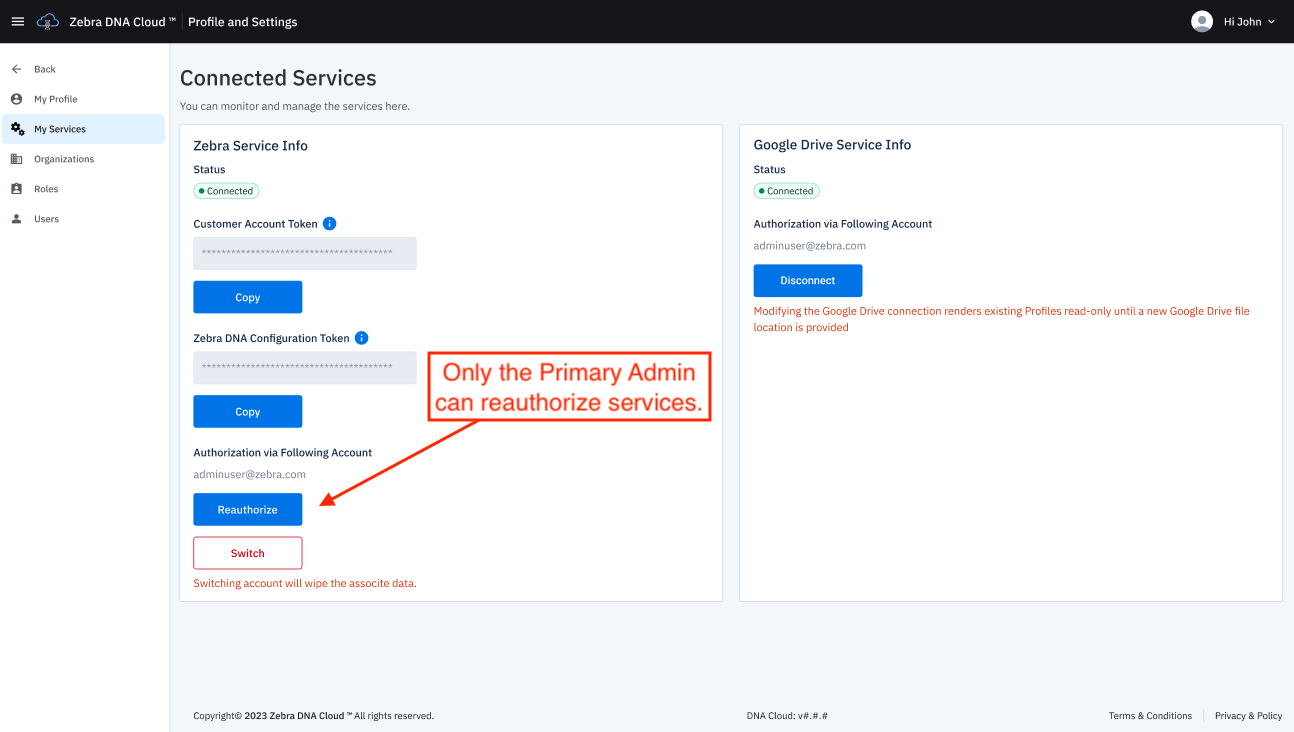 Zebra DNA Cloud ™ Profile and Settings
Hi John
Back
My Profile
My Services
Organizations
Roles
Users
Connected Services
You can monitor and manage the services here.
Zebra Service Info
Status
Connected
Customer Account Token
i
***************************************
Copy
Zebra DNA Configuration Token
i
***************************************
Copy
Authorization via Following Account
adminuser@zebra.com
Reauthorize
Switch
Switching account will wipe the associte data.
Only the Primary Admin
can reauthorize services.
Google Drive Service Info
Status
Connected
Authorization via Following Account
adminuser@zebra.com
Disconnect
Modifying the Google Drive connection renders existing Profiles read-only until a new Google Drive file
location is provided
Copyright© 2023 Zebra DNA Cloud ™ All rights reserved.
DNA Cloud: v#.#.#
Terms & Conditions
Privacy & Policy